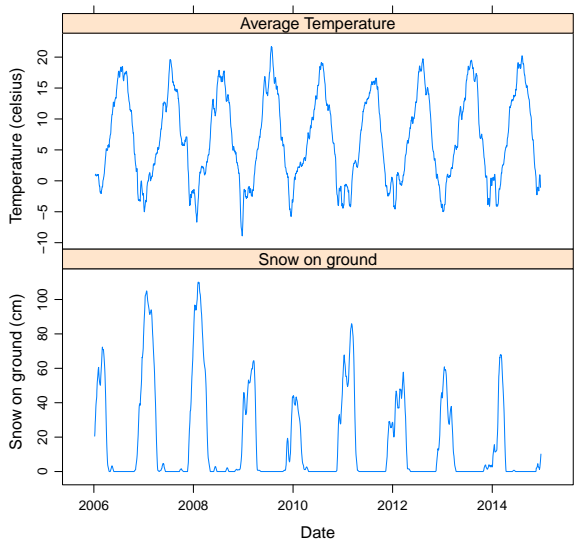 Average Temperature
Temperature (celsius)
20
15
10
5
0
−5
−10
Snow on ground
Snow on ground (cm)
100
80
60
40
20
0
2006 2008 2010 2012 2014
Date